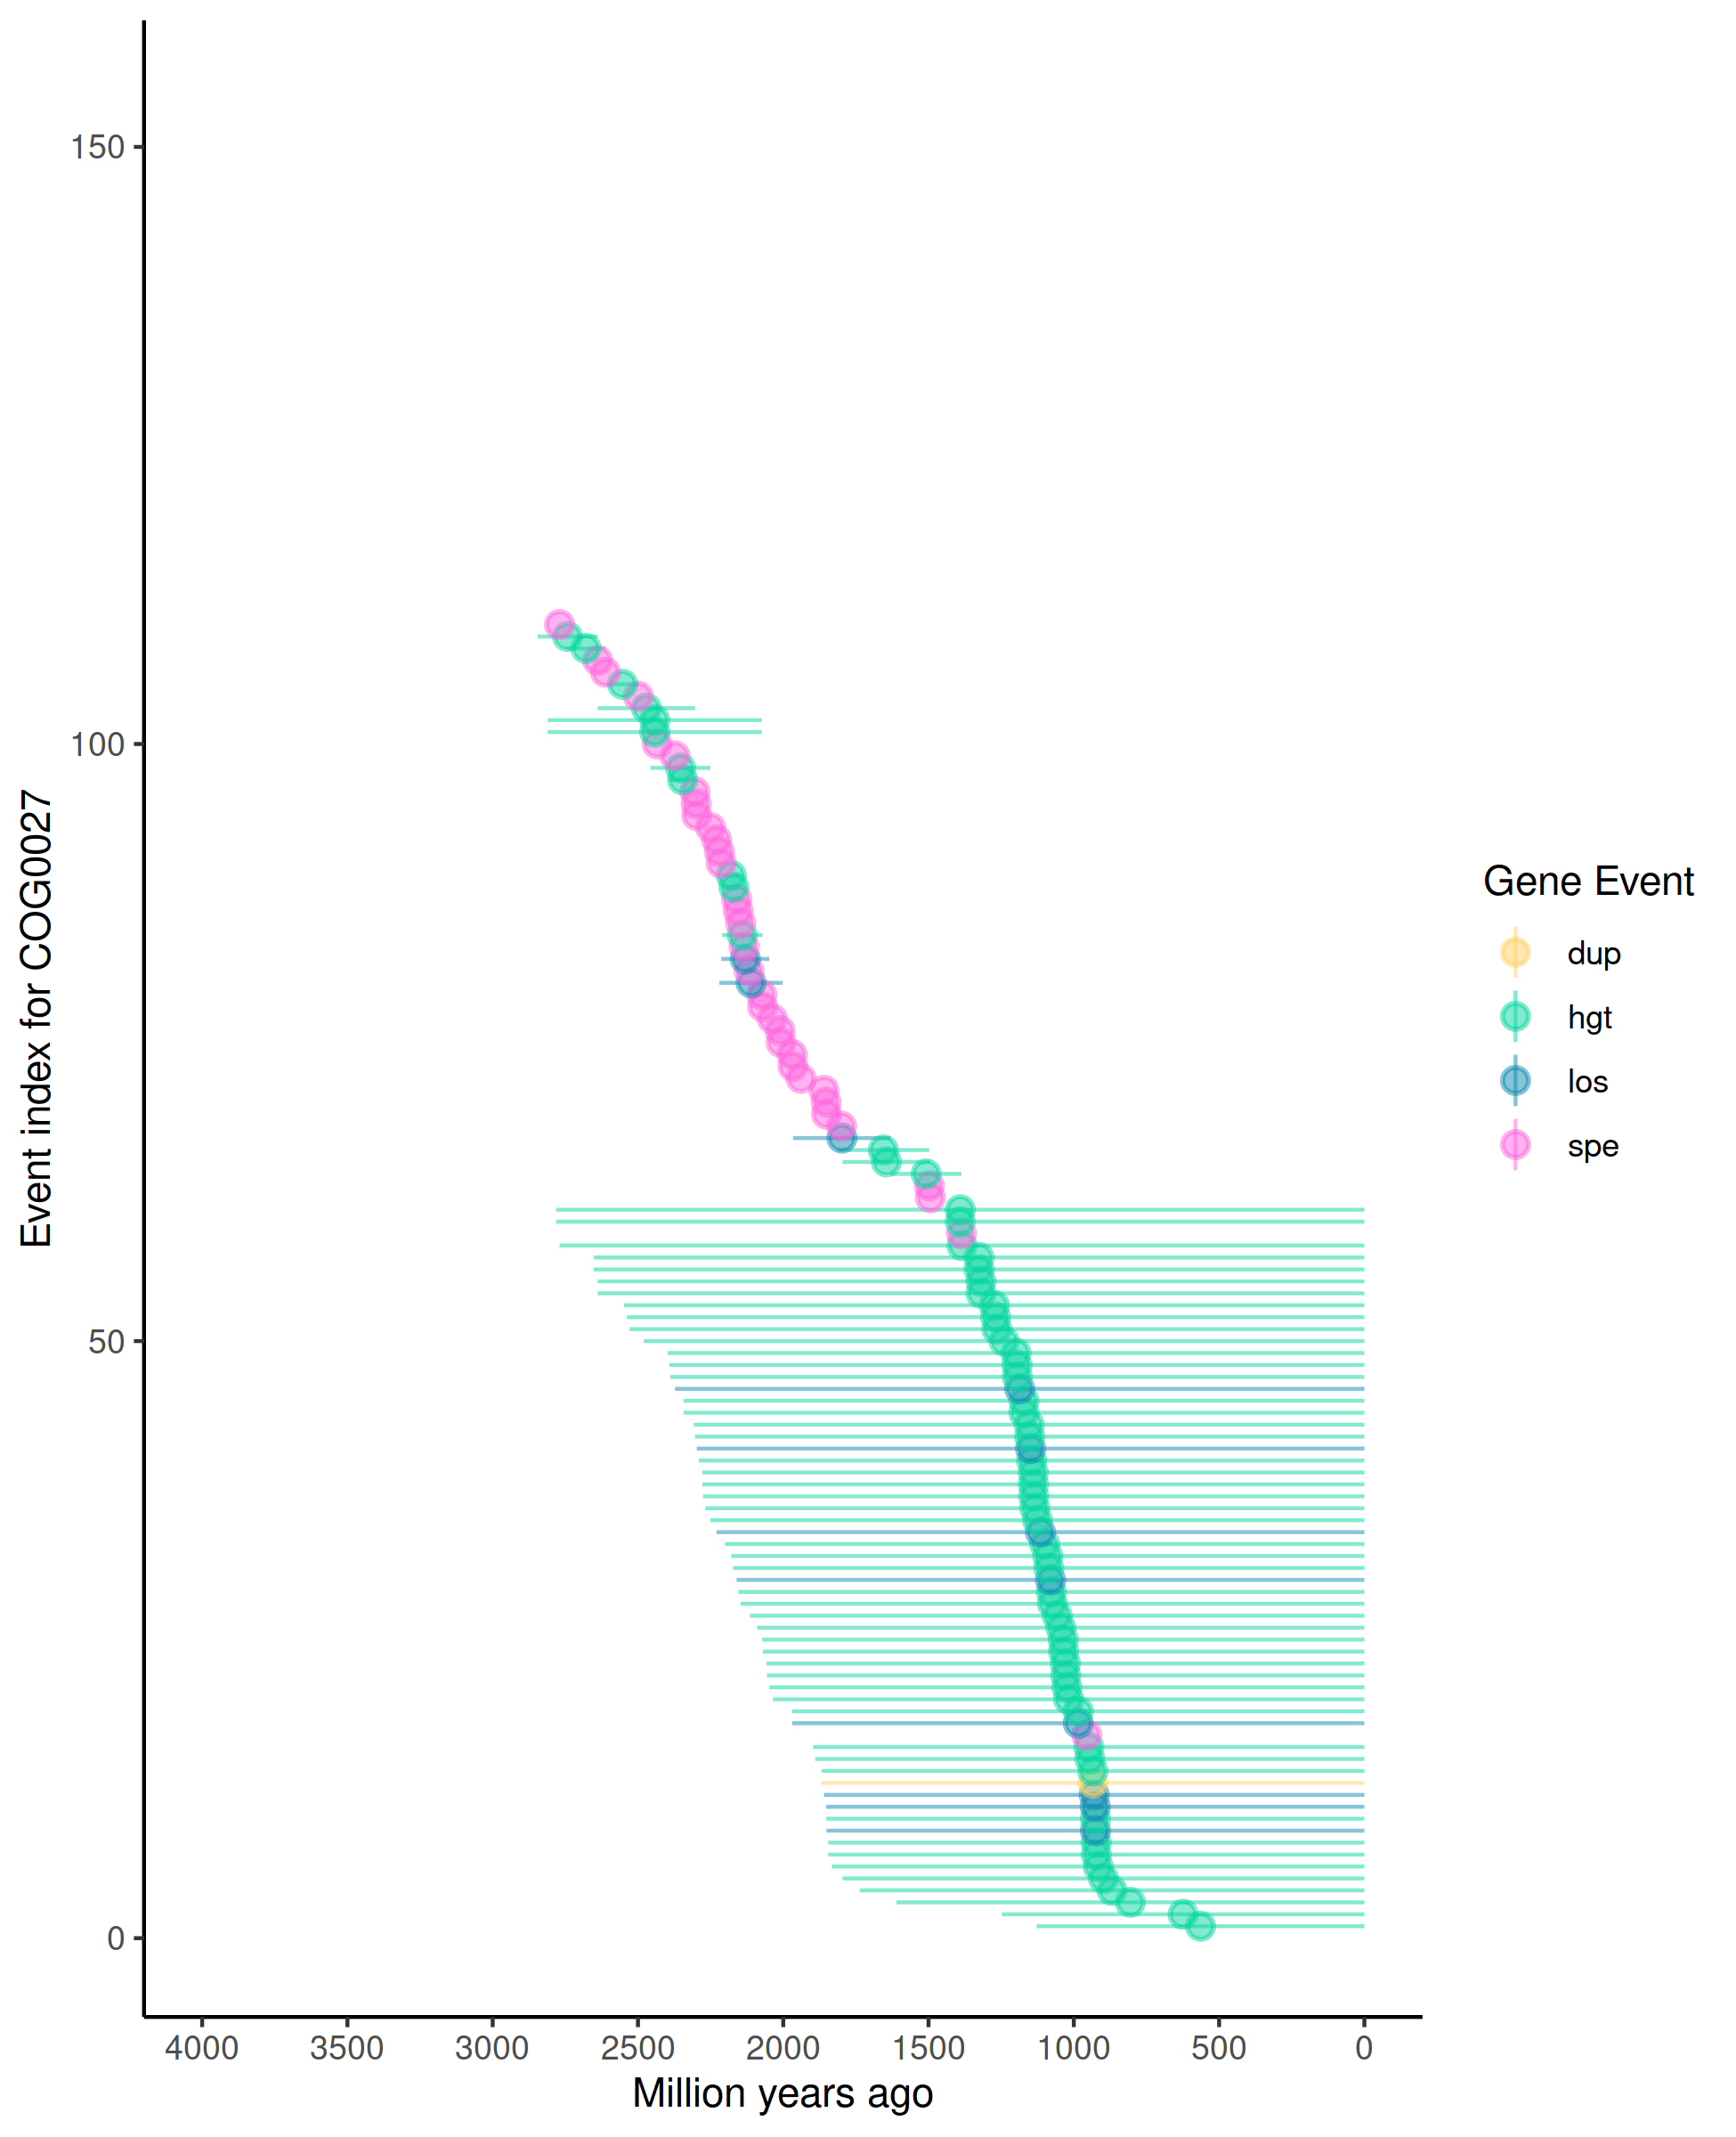 150
100
50
0
Event index for COG0027
4000 3500 3000 2500 2000 1500 1000 500 0
Million years ago
Gene Event
dup
hgt
los
spe